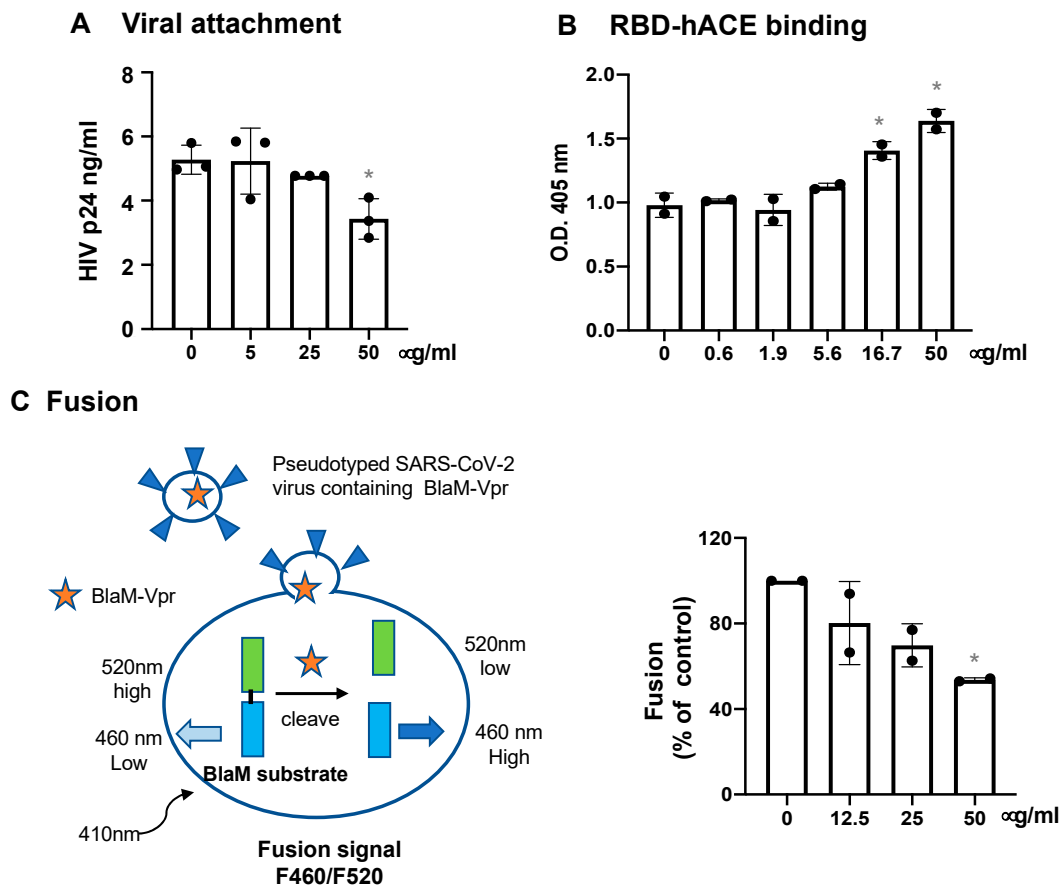 A Viral attachment
HIV p24 ng/ml
8
6
4
2
0
*
0 5 25 50 ∝g/ml
B RBD-hACE binding
O.D. 405 nm
2.0
1.5
1.0
0.5
0.0
* *
0 0.6 1.9 5.6 16.7 50 ∝g/ml
C Fusion
Pseudotyped SARS-CoV-2
virus containing BlaM-Vpr
BlaM-Vpr
520nm
high
460 nm
Low
cleave
BlaM substrate
520nm
low
460 nm
High
410nm
Fusion signal
F460/F520
Fusion
(% of control)
120
80
40
0
*
0 12.5 25 50 ∝g/ml